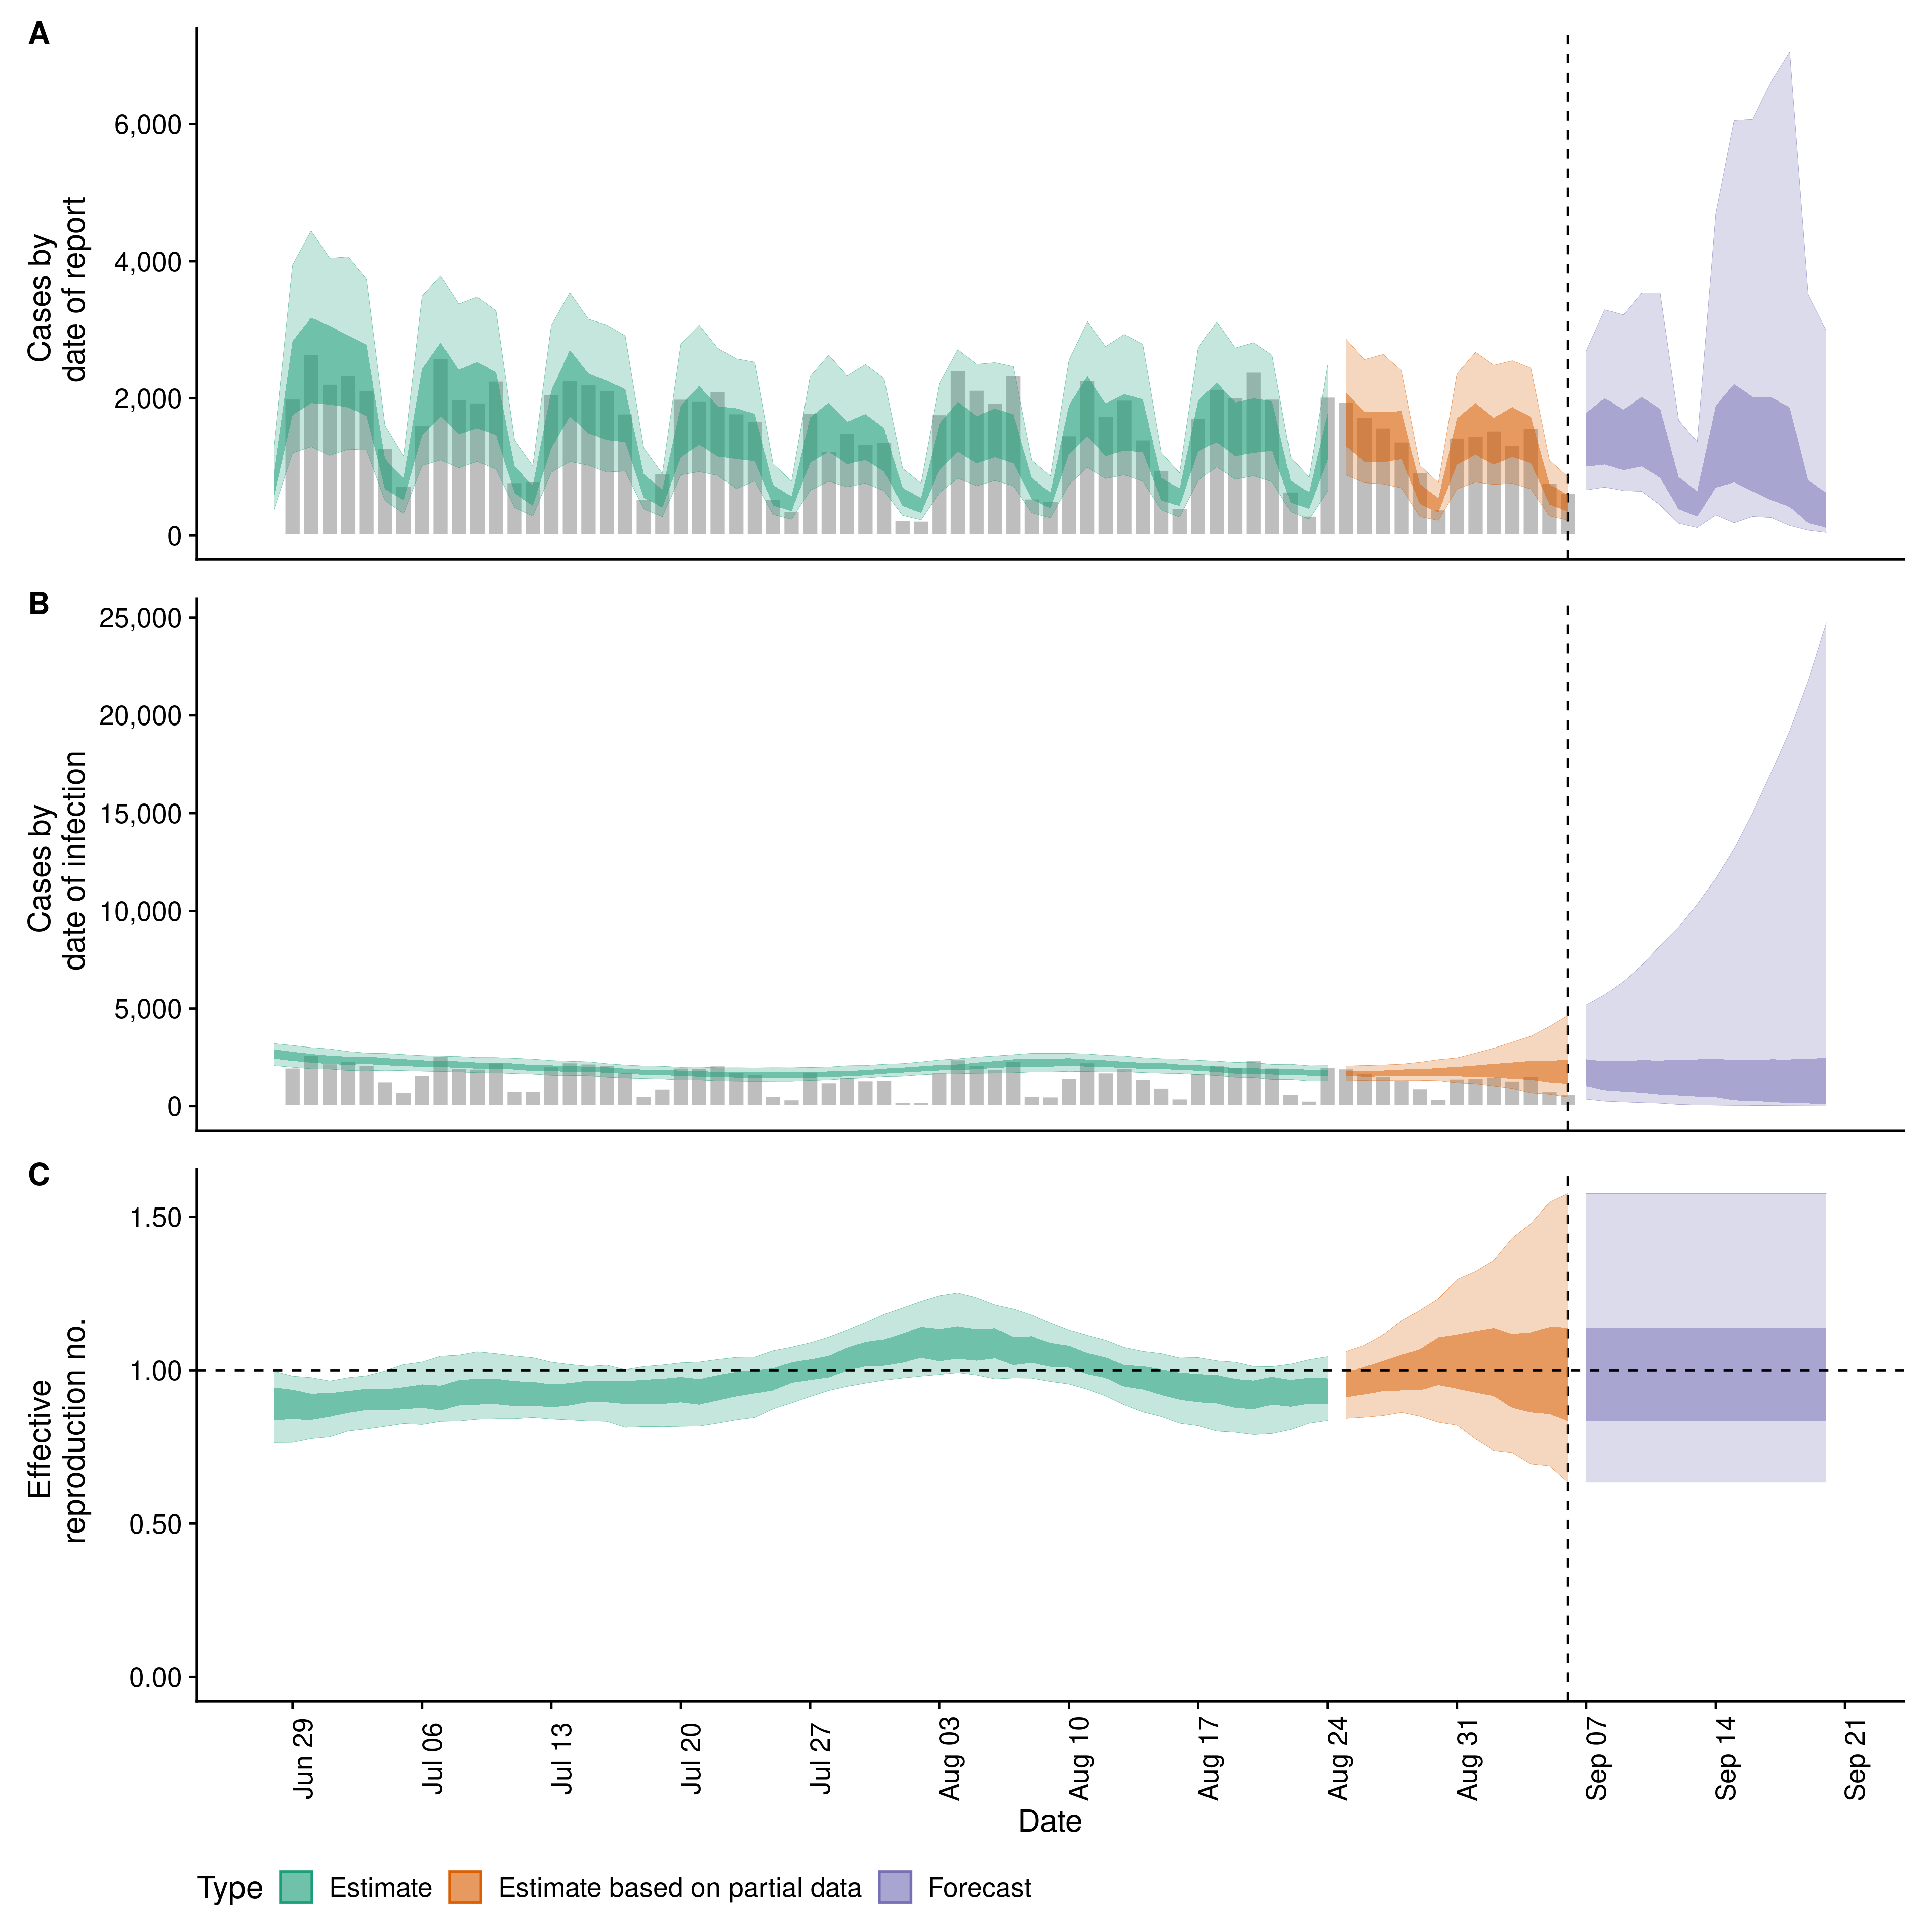 A
6,000
4,000
2,000
0
Cases by
date of report
B
25,000
20,000
15,000
10,000
5,000
0
Cases by
date of infection
C
1.50
1.00
0.50
0.00
Effective
reproduction no.
Jun 29
Jul 06
Jul 13
Jul 20
Jul 27
Aug 03
Aug 10
Aug 17
Aug 24
Aug 31
Sep 07
Sep 14
Sep 21
Date
Type Estimate Estimate based on partial data Forecast